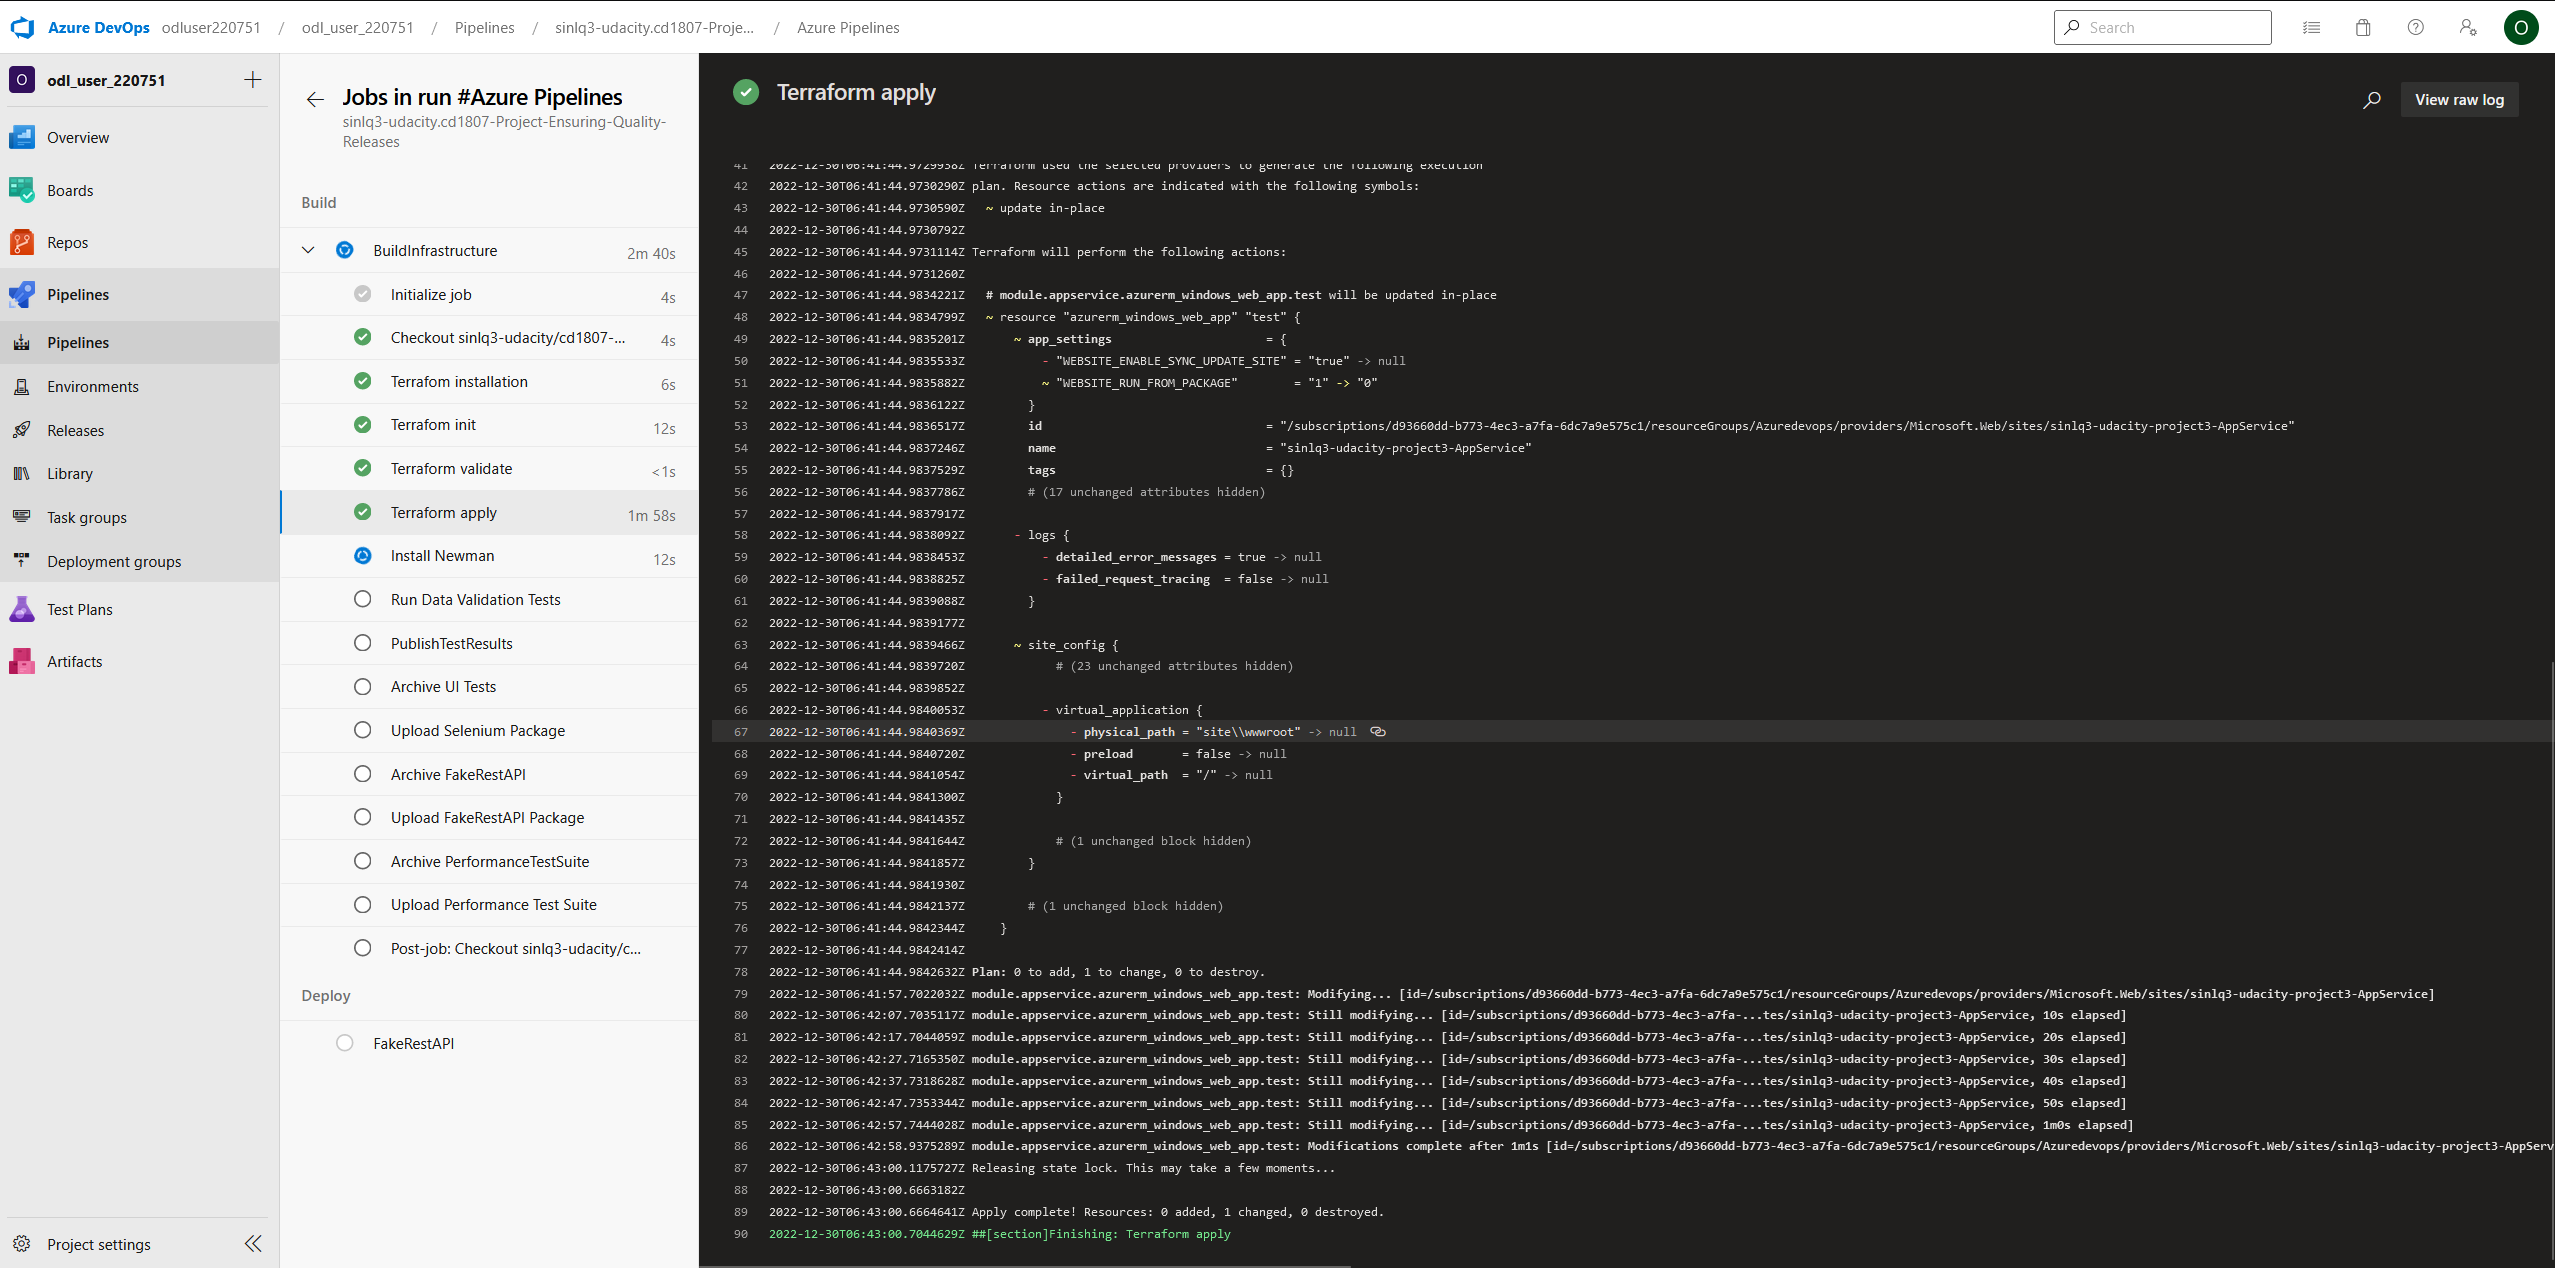 Azure DevOps odluser220751 / odl_user_220751 / Pipelines / sinlq3-udacity.cd1807-Proje... / Azure Pipelines
Search
O
O odl_user_220751
Overview
Boards
Repos
Pipelines
Pipelines
Environments
Releases
Library
Task groups
Deployment groups
Test Plans
Artifacts
Project settings
Jobs in run #Azure Pipelines
sinlq3-udacity.cd1807-Project-Ensuring-Quality-
Releases
Build
BuildInfrastructure 2m 40s
Initialize job 4s
Checkout sinlq3-udacity/cd1807-... 4s
Terrafom installation 6s
Terrafom init 12s
Terraform validate <1s
Terraform apply 1m 58s
Install Newman 12s
Run Data Validation Tests
PublishTestResults
Archive UI Tests
Upload Selenium Package
Archive FakeRestAPI
Upload FakeRestAPI Package
Archive PerformanceTestSuite
Upload Performance Test Suite
Post-job: Checkout sinlq3-udacity/c...
Deploy
FakeRestAPI
Terraform apply
View raw log
41 2022-12-30T06:41:44.9729938Z Terraform used the selected providers to generate the following execution
42 2022-12-30T06:41:44.9730290Z plan. Resource actions are indicated with the following symbols:
43 2022-12-30T06:41:44.9730590Z   ~ update in-place
44 2022-12-30T06:41:44.9730792Z
45 2022-12-30T06:41:44.9731114Z Terraform will perform the following actions:
46 2022-12-30T06:41:44.9731260Z
47 2022-12-30T06:41:44.9834221Z   # module.appservice.azurerm_windows_web_app.test will be updated in-place
48 2022-12-30T06:41:44.9834799Z   ~ resource "azurerm_windows_web_app" "test" {
49 2022-12-30T06:41:44.9835201Z       ~ app_settings = {
50 2022-12-30T06:41:44.9835533Z           - "WEBSITE_ENABLE_SYNC_UPDATE_SITE" = "true" -> null
51 2022-12-30T06:41:44.9835882Z           ~ "WEBSITE_RUN_FROM_PACKAGE" = "1" -> "0"
52 2022-12-30T06:41:44.9836122Z         }
53 2022-12-30T06:41:44.9836517Z         id = "/subscriptions/d93660dd-b773-4ec3-a7fa-6dc7a9e575c1/resourceGroups/Azuredevops/providers/Microsoft.Web/sites/sinlq3-udacity-project3-AppService"
54 2022-12-30T06:41:44.9837246Z         name = "sinlq3-udacity-project3-AppService"
55 2022-12-30T06:41:44.9837529Z         tags = {}
56 2022-12-30T06:41:44.9837786Z         # (17 unchanged attributes hidden)
57 2022-12-30T06:41:44.9837917Z
58 2022-12-30T06:41:44.9838092Z       - logs {
59 2022-12-30T06:41:44.9838453Z           - detailed_error_messages = true -> null
60 2022-12-30T06:41:44.9838825Z           - failed_request_tracing  = false -> null
61 2022-12-30T06:41:44.9839088Z         }
62 2022-12-30T06:41:44.9839177Z
63 2022-12-30T06:41:44.9839466Z       ~ site_config {
64 2022-12-30T06:41:44.9839720Z             # (23 unchanged attributes hidden)
65 2022-12-30T06:41:44.9839852Z
66 2022-12-30T06:41:44.9840053Z           - virtual_application {
67 2022-12-30T06:41:44.9840369Z               - physical_path = "site\\wwwroot" -> null
68 2022-12-30T06:41:44.9840720Z               - preload       = false -> null
69 2022-12-30T06:41:44.9841054Z               - virtual_path  = "/" -> null
70 2022-12-30T06:41:44.9841300Z             }
71 2022-12-30T06:41:44.9841435Z
72 2022-12-30T06:41:44.9841644Z             # (1 unchanged block hidden)
73 2022-12-30T06:41:44.9841857Z         }
74 2022-12-30T06:41:44.9841930Z
75 2022-12-30T06:41:44.9842137Z         # (1 unchanged block hidden)
76 2022-12-30T06:41:44.9842344Z     }
77 2022-12-30T06:41:44.9842414Z
78 2022-12-30T06:41:44.9842632Z Plan: 0 to add, 1 to change, 0 to destroy.
79 2022-12-30T06:41:57.7022032Z module.appservice.azurerm_windows_web_app.test: Modifying... [id=/subscriptions/d93660dd-b773-4ec3-a7fa-6dc7a9e575c1/resourceGroups/Azuredevops/providers/Microsoft.Web/sites/sinlq3-udacity-project3-AppService]
80 2022-12-30T06:42:07.7035117Z module.appservice.azurerm_windows_web_app.test: Still modifying... [id=/subscriptions/d93660dd-b773-4ec3-a7fa-...tes/sinlq3-udacity-project3-AppService, 10s elapsed]
81 2022-12-30T06:42:17.7044059Z module.appservice.azurerm_windows_web_app.test: Still modifying... [id=/subscriptions/d93660dd-b773-4ec3-a7fa-...tes/sinlq3-udacity-project3-AppService, 20s elapsed]
82 2022-12-30T06:42:27.7165350Z module.appservice.azurerm_windows_web_app.test: Still modifying... [id=/subscriptions/d93660dd-b773-4ec3-a7fa-...tes/sinlq3-udacity-project3-AppService, 30s elapsed]
83 2022-12-30T06:42:37.7318628Z module.appservice.azurerm_windows_web_app.test: Still modifying... [id=/subscriptions/d93660dd-b773-4ec3-a7fa-...tes/sinlq3-udacity-project3-AppService, 40s elapsed]
84 2022-12-30T06:42:47.7353344Z module.appservice.azurerm_windows_web_app.test: Still modifying... [id=/subscriptions/d93660dd-b773-4ec3-a7fa-...tes/sinlq3-udacity-project3-AppService, 50s elapsed]
85 2022-12-30T06:42:57.7444028Z module.appservice.azurerm_windows_web_app.test: Still modifying... [id=/subscriptions/d93660dd-b773-4ec3-a7fa-...tes/sinlq3-udacity-project3-AppService, 1m0s elapsed]
86 2022-12-30T06:42:58.9375289Z module.appservice.azurerm_windows_web_app.test: Modifications complete after 1m1s [id=/subscriptions/d93660dd-b773-4ec3-a7fa-6dc7a9e575c1/resourceGroups/Azuredevops/providers/Microsoft.Web/sites/sinlq3-udacity-project3-AppServ
87 2022-12-30T06:43:00.1175727Z Releasing state lock. This may take a few moments...
88 2022-12-30T06:43:00.6663182Z
89 2022-12-30T06:43:00.6664641Z Apply complete! Resources: 0 added, 1 changed, 0 destroyed.
90 2022-12-30T06:43:00.7044629Z ##[section]Finishing: Terraform apply